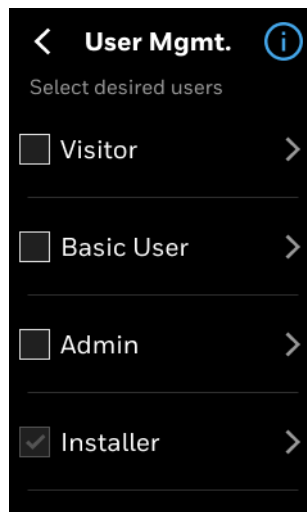 User Mgmt.
Select desired users
Visitor
Basic User
Admin
Installer